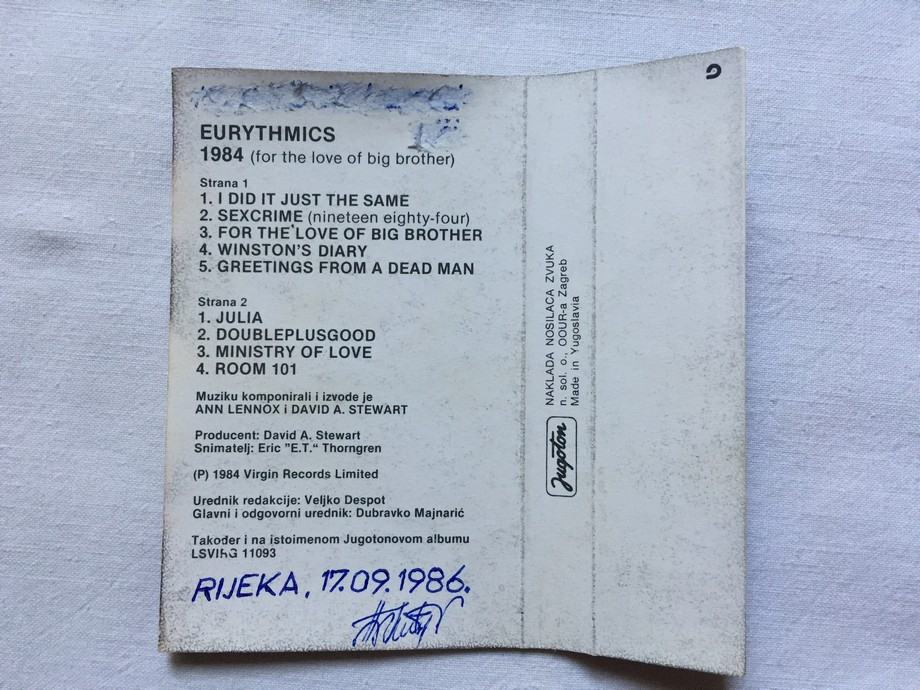 EURYTHMICS
1984 (for the love of big brother)
Strana 1
1. I DID IT JUST THE SAME
2. SEXCRIME (nineteen eighty-four)
3. FOR THE LOVE OF BIG BROTHER
4. WINSTON'S DIARY
5. GREETINGS FROM A DEAD MAN
Strana 2
1. JULIA
2. DOUBLEPLUSGOOD
3. MINISTRY OF LOVE
4. ROOM 101
Muziku komponirali i izvode je
ANN LENNOX i DAVID A. STEWART
Producent: David A. Stewart
Snimatelj: Eric "E.T." Thorngren
(P) 1984 Virgin Records Limited
Urednik redakcije: Veljko Despot
Glavni i odgovorni urednik: Dubravko Majnarić
Također i na istoimenom Jugotonovom albumu
LSVIRG 11093
RIJEKA, 17.09.1986.
Jugoton
NAKLADA NOSILACA ZVUKA
n. sol. o., OOUR-a Zagreb
Made in Yugoslavia